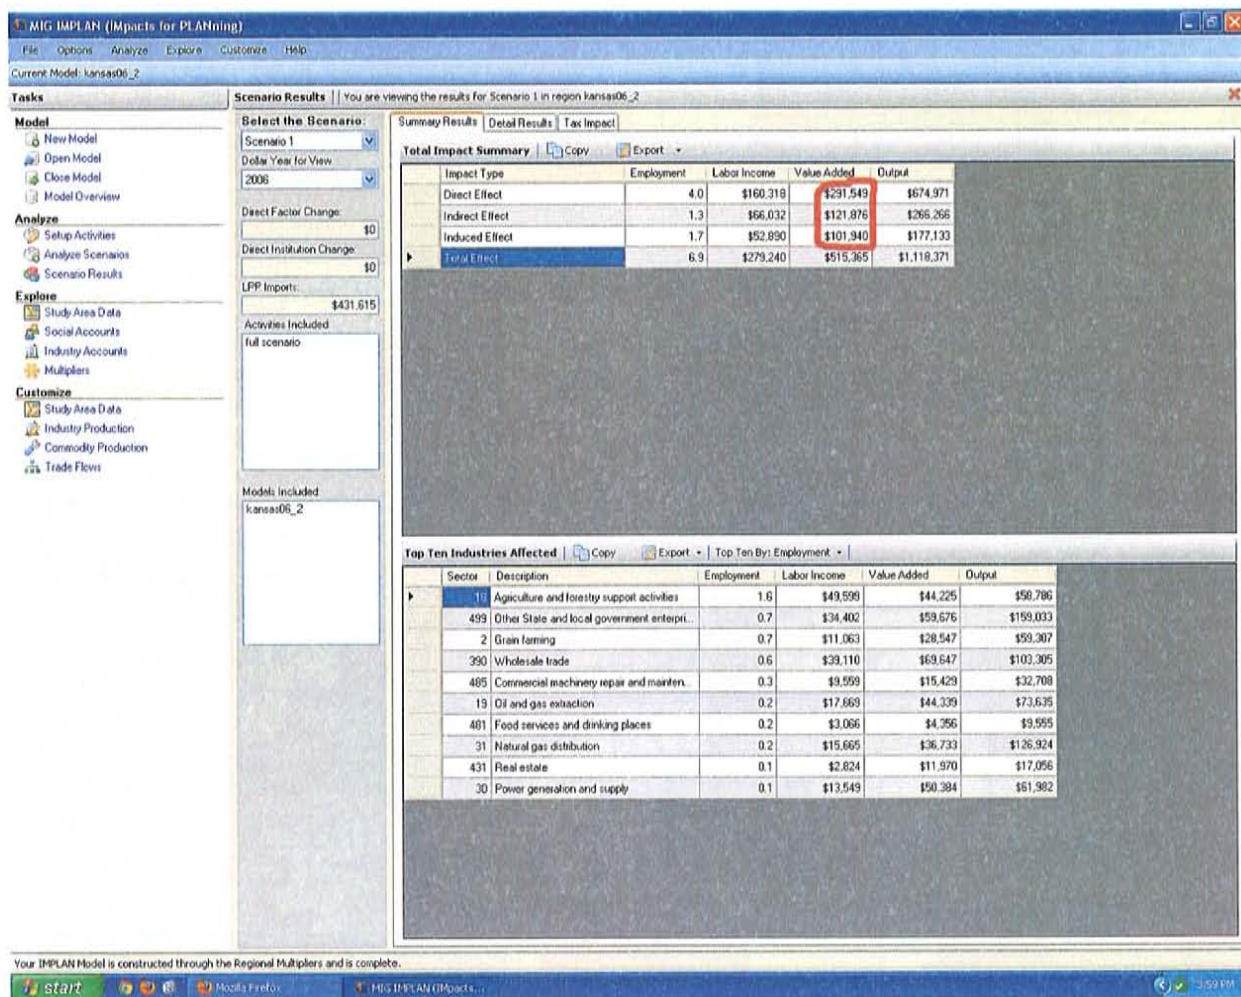 MIG IMPLAN (IMpacts for PLANning)
File Options Analyze Explore Customize Help
Current Model: kansas06_2
Tasks
Model
New Model
Open Model
Close Model
Model Overview
Analyze
Setup Activities
Analyze Scenarios
Scenario Results
Explore
Study Area Data
Social Accounts
Industry Accounts
Multipliers
Customize
Study Area Data
Industry Production
Commodity Production
Trade Flows
Scenario Results You are viewing the results for Scenario 1 in region kansas06_2
Select the Scenario:
Scenario 1
Dollar Year for View
2006
Direct Factor Change:
$0
Direct Institution Change:
$0
LPP Imports:
$431,615
Activities Included
full scenario
Models Included
kansas06_2
Summary Results Detail Results Tax Impact
Total Impact Summary Copy Export
Impact Type Employment Labor Income Value Added Output
Direct Effect 4.0 $160,318 $291,549 $674,971
Indirect Effect 1.3 $66,032 $121,876 $266,266
Induced Effect 1.7 $52,890 $101,940 $177,133
Total Effect 6.9 $279,240 $515,365 $1,118,371
Top Ten Industries Affected Copy Export Top Ten By: Employment
Sector Description Employment Labor Income Value Added Output
Agriculture and forestry support activities 1.6 $49,599 $44,225 $58,786
499 Other State and local government enterpri... 0.7 $34,402 $59,676 $159,033
2 Grain farming 0.7 $11,063 $28,547 $59,307
390 Wholesale trade 0.6 $39,110 $69,647 $103,305
485 Commercial machinery repair and mainten... 0.3 $9,559 $15,429 $32,708
19 Oil and gas extraction 0.2 $17,669 $44,339 $73,635
481 Food services and drinking places 0.2 $3,066 $4,356 $9,555
31 Natural gas distribution 0.2 $15,665 $36,733 $126,924
431 Real estate 0.1 $2,824 $11,970 $17,056
30 Power generation and supply 0.1 $13,549 $50,384 $61,982
Your IMPLAN Model is constructed through the Regional Multipliers and is complete.
start Mozilla Firefox MIG IMPLAN (IMpacts... 3:59 PM